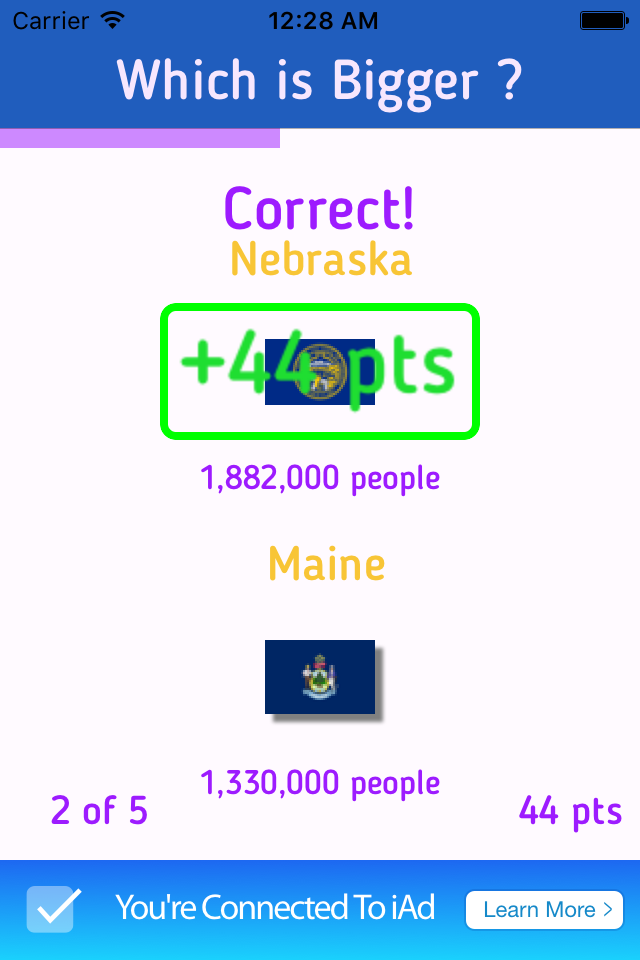 Carrier 12:28 AM
Which is Bigger ?
Correct!
Nebraska
+44 pts
1,882,000 people
Maine
1,330,000 people
2 of 5 44 pts
You're Connected To iAd Learn More >